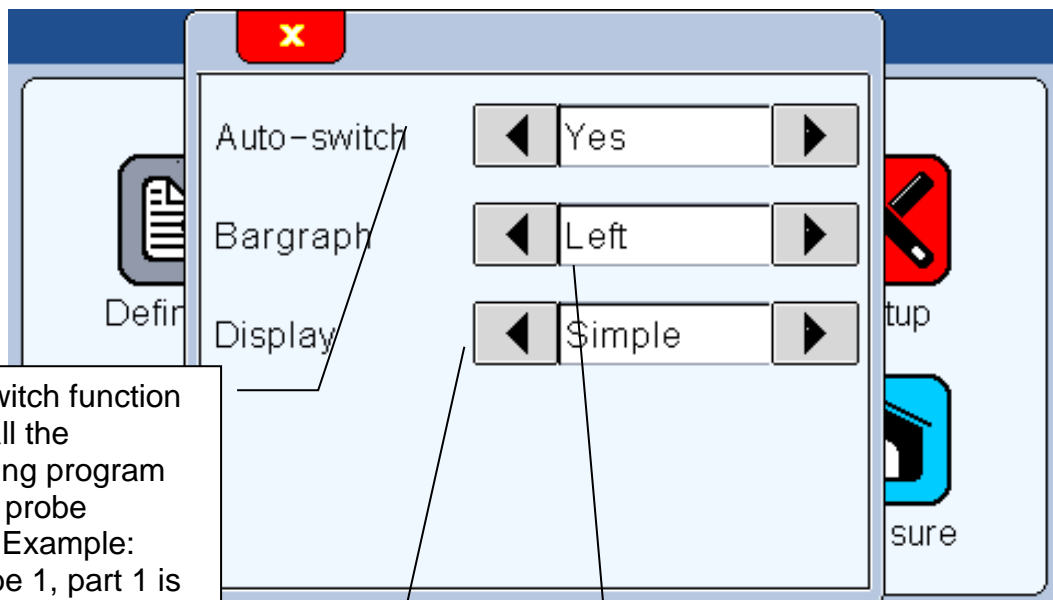 x
Auto-switch
Yes
Bargraph
Left
Display
Simple
Defin
tup
sure
witch function
ll the
ng program
probe
Example:
be 1, part 1 is